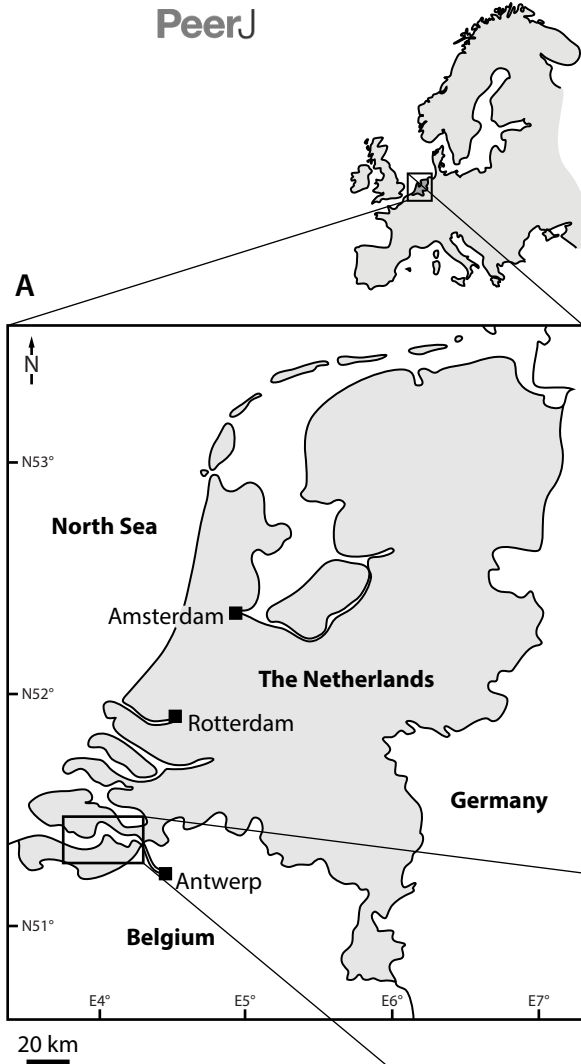 PeerJ
A
N
N53°
North Sea
Amsterdam
The Netherlands
N52°
Rotterdam
Germany
Antwerp
N51°
Belgium
E4°
E5°
E6°
E7°
20 km